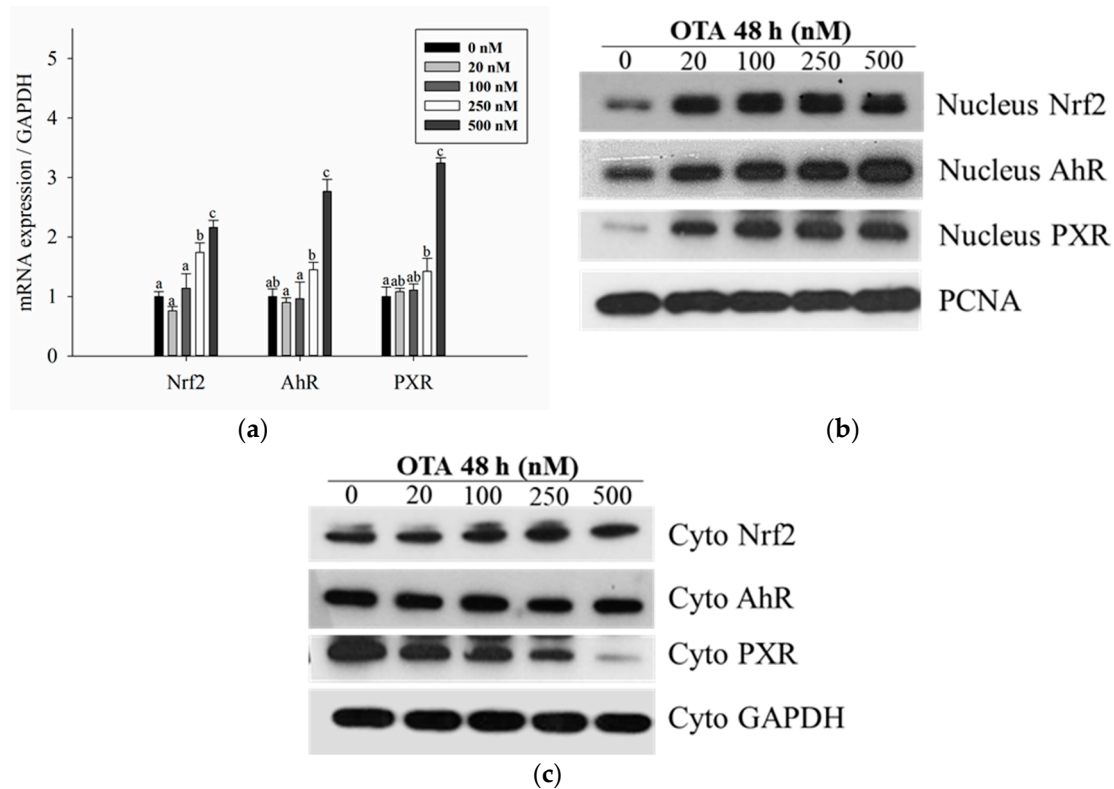 mRNA expression / GAPDH
5
4
3
2
1
0
0 nM
20 nM
100 nM
250 nM
500 nM
a a a b c
ab a a b c
a ab ab b c
Nrf2 AhR PXR
(a)
OTA 48 h (nM)
0 20 100 250 500
Nucleus Nrf2
Nucleus AhR
Nucleus PXR
PCNA
(b)
OTA 48 h (nM)
0 20 100 250 500
Cyto Nrf2
Cyto AhR
Cyto PXR
Cyto GAPDH
(c)